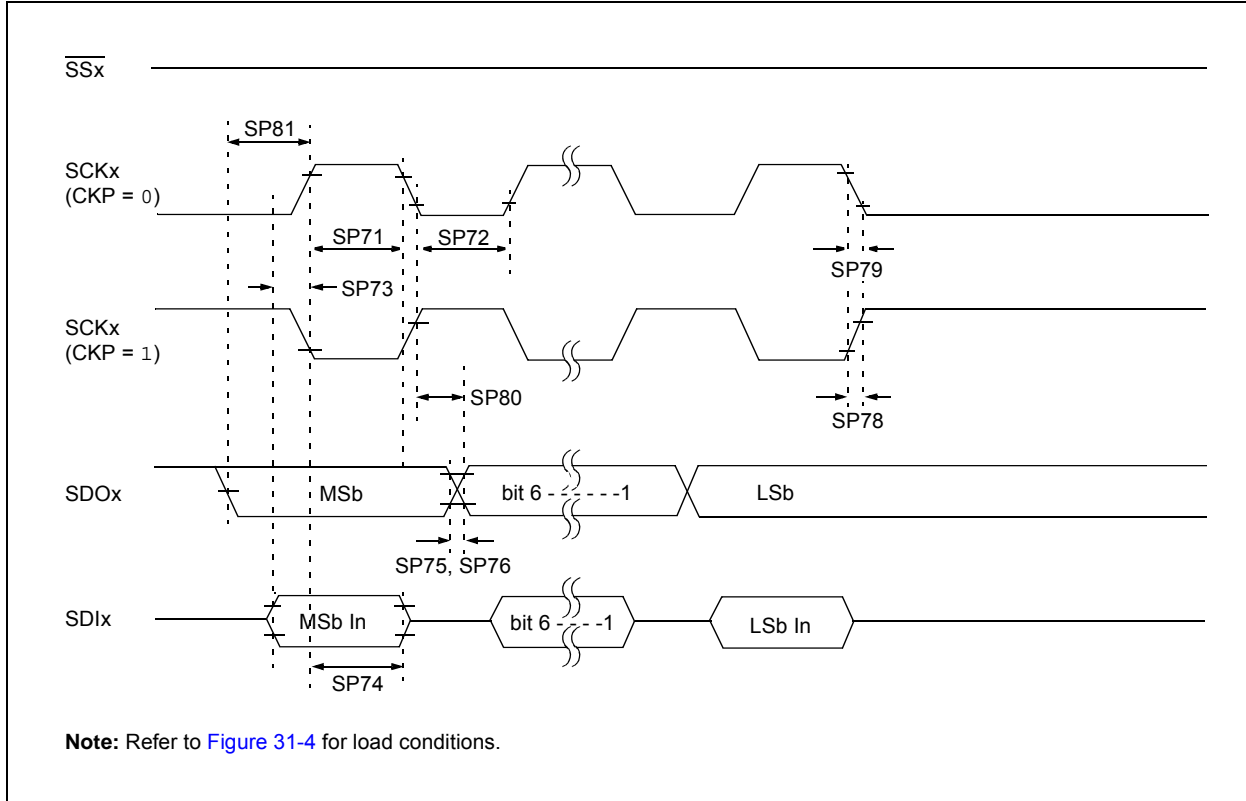 SSx
SP81
SCKx
(CKP = 0)
SP71
SP72
SP79
SP73
SCKx
(CKP = 1)
SP80
SP78
SDOx
MSb
bit 6 - - - - - -1
LSb
SP75, SP76
SDIx
MSb In
bit 6 - - - -1
LSb In
SP74
Note: Refer to Figure 31-4 for load conditions.